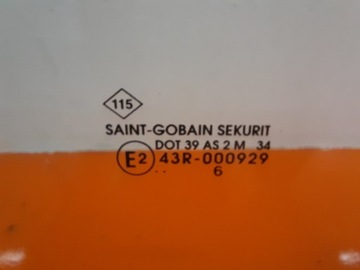 115
SAINT-GOBAIN SEKURIT
DOT 39 AS 2 M 34
E2 43R-000929
.. 6